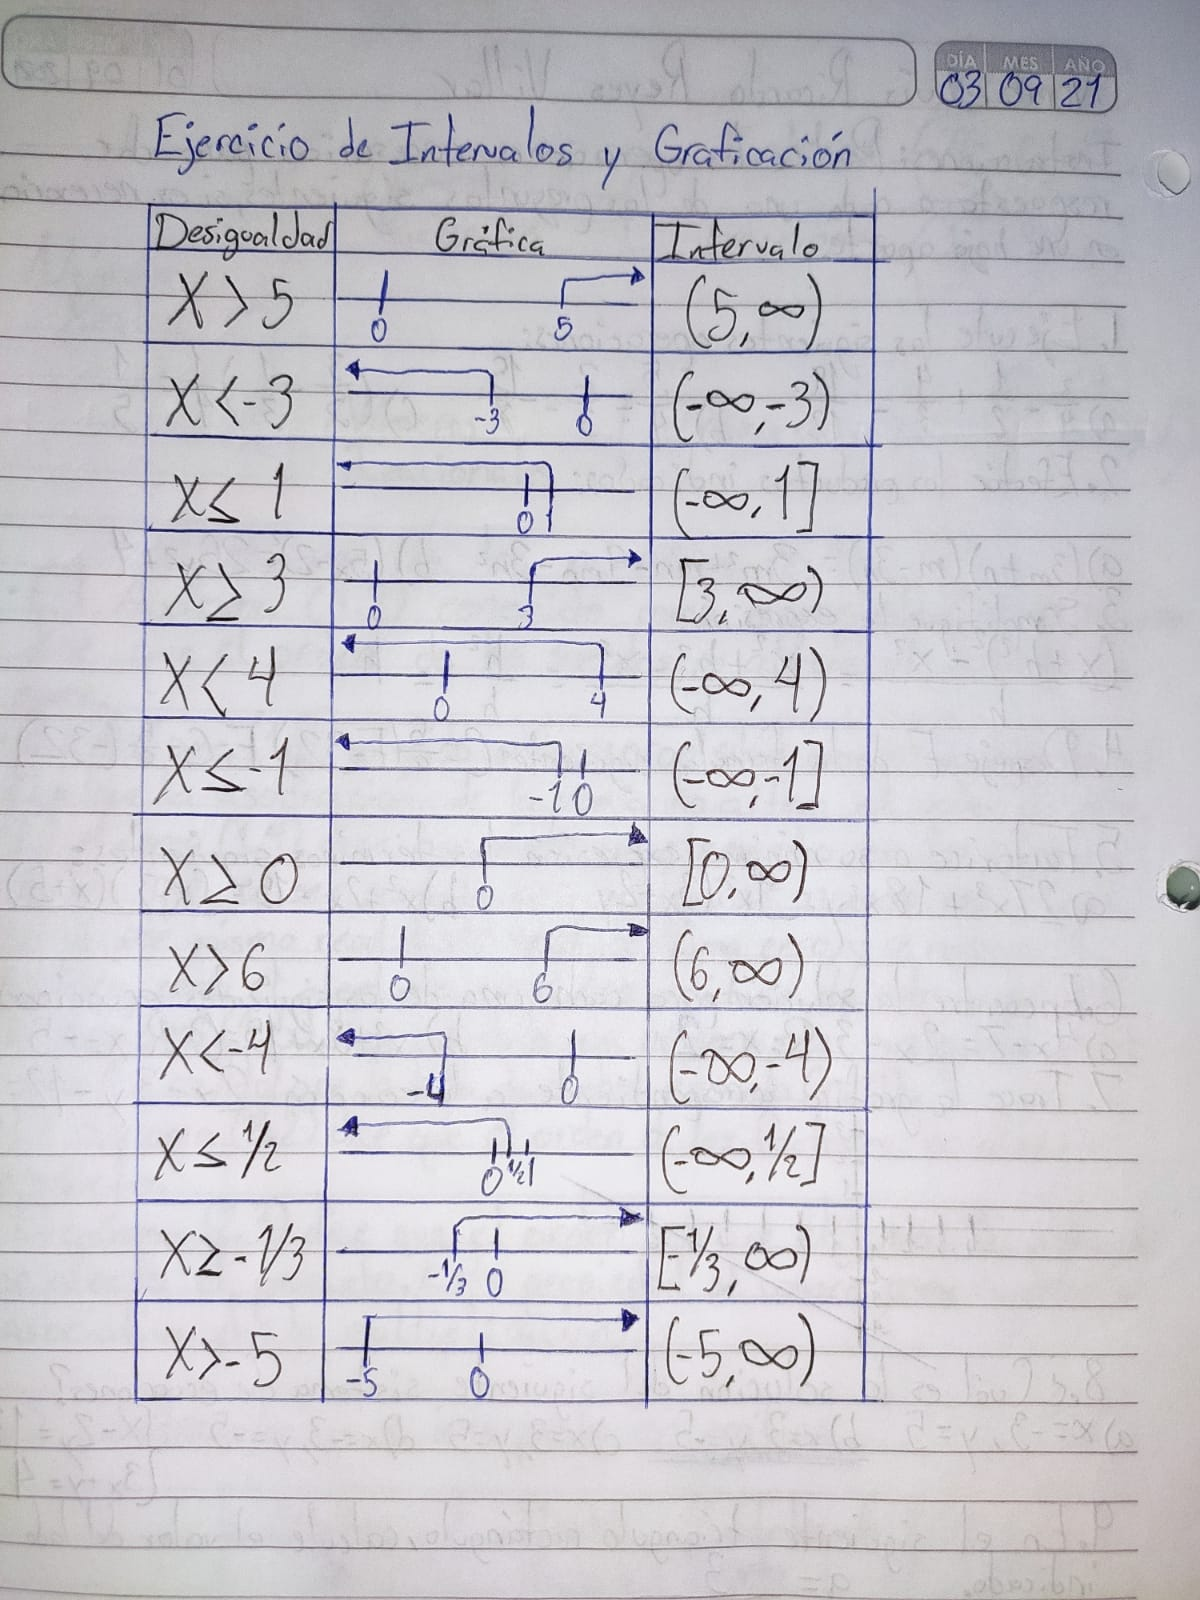 DÍA MES AÑO
03 09 21
Ejercicio de Intervalos y Graficación
Desigualdad Gráfica Intervalo
X > 5 0 5 (5, ∞)
X < -3 -3 0 (-∞, -3)
X ≤ 1 0 1 (-∞, 1]
X ≥ 3 0 3 [3, ∞)
X < 4 0 4 (-∞, 4)
X ≤ -1 -1 0 (-∞, -1]
X ≥ 0 0 [0, ∞)
X > 6 0 6 (6, ∞)
X < -4 -4 0 (-∞, -4)
X ≤ 1/2 0 1/2 1 (-∞, 1/2]
X ≥ -1/3 -1/3 0 [-1/3, ∞)
X > -5 -5 0 (-5, ∞)